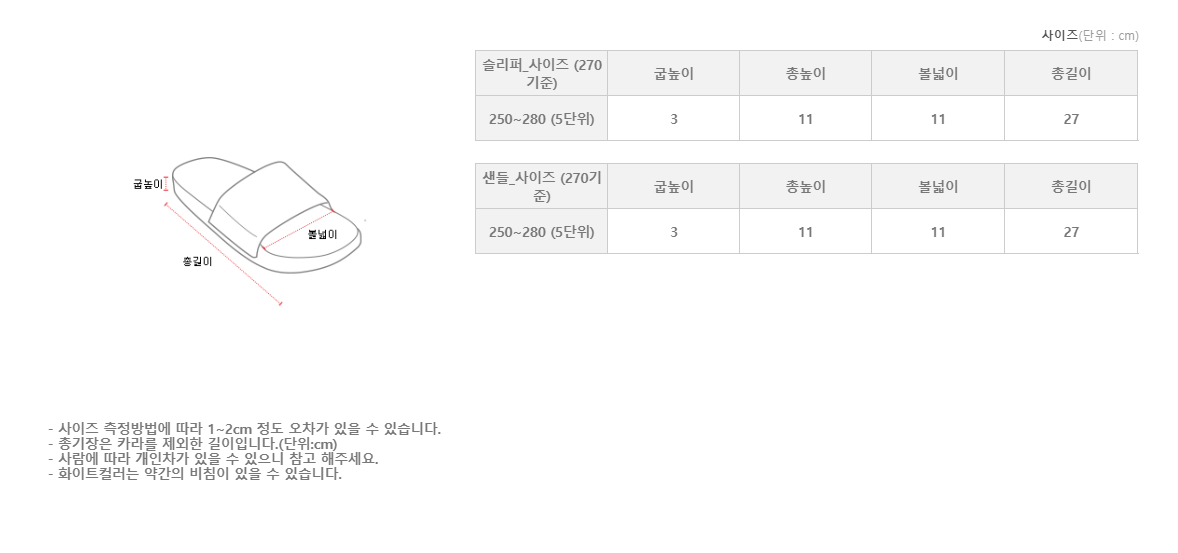 사이즈(단위 : cm)
슬리퍼_사이즈 (270
기준)
굽높이
총높이
볼넓이
총길이
250~280 (5단위)
3
11
11
27
굽높이
볼넓이
총길이
샌들_사이즈 (270기
준)
굽높이
총높이
볼넓이
총길이
250~280 (5단위)
3
11
11
27
- 사이즈 측정방법에 따라 1~2cm 정도 오차가 있을 수 있습니다.
- 총기장은 카라를 제외한 길이입니다.(단위:cm)
- 사람에 따라 개인차가 있을 수 있으니 참고 해주세요.
- 화이트컬러는 약간의 비침이 있을 수 있습니다.